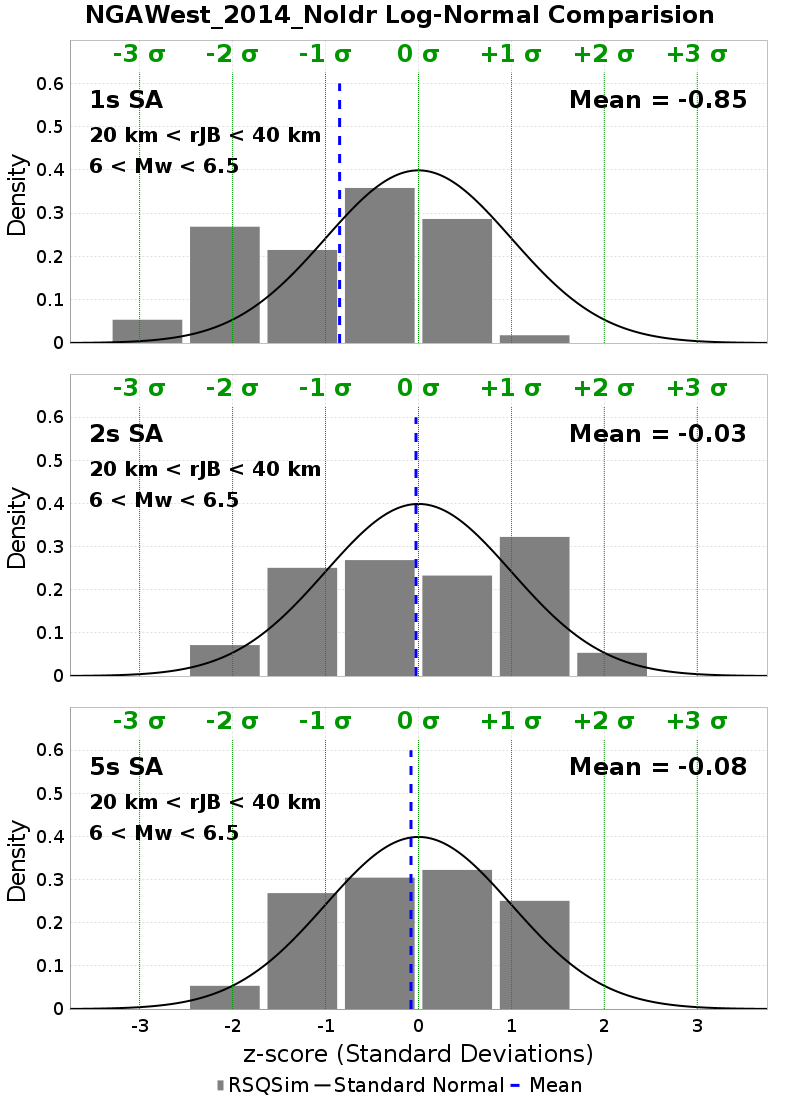 NGAWest_2014_NoIdr Log-Normal Comparision
-3 σ -2 σ -1 σ 0 σ +1 σ +2 σ +3 σ
0.6
1s SA Mean = -0.85
0.5
20 km < rJB < 40 km
6 < Mw < 6.5
0.4
0.3
0.2
0.1
0
Density
-3 σ -2 σ -1 σ 0 σ +1 σ +2 σ +3 σ
0.6
2s SA Mean = -0.03
0.5
20 km < rJB < 40 km
6 < Mw < 6.5
0.4
0.3
0.2
0.1
0
Density
-3 σ -2 σ -1 σ 0 σ +1 σ +2 σ +3 σ
0.6
5s SA Mean = -0.08
0.5
20 km < rJB < 40 km
6 < Mw < 6.5
0.4
0.3
0.2
0.1
0
Density
-3 -2 -1 0 1 2 3
z-score (Standard Deviations)
RSQSim Standard Normal Mean